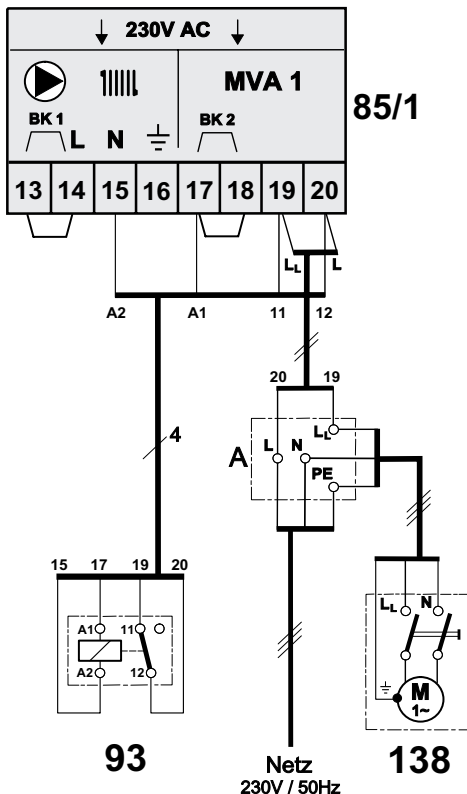 230V AC
MVA 1
85/1
BK 1
BK 2
L N
13 14 15 16 17 18 19 20
LL L
A2 A1 11 12
20 19
4
A
L N LL
PE
15 17 19 20
A1 11
A2 12
LL N
M
1~
93
Netz
230V / 50Hz
138